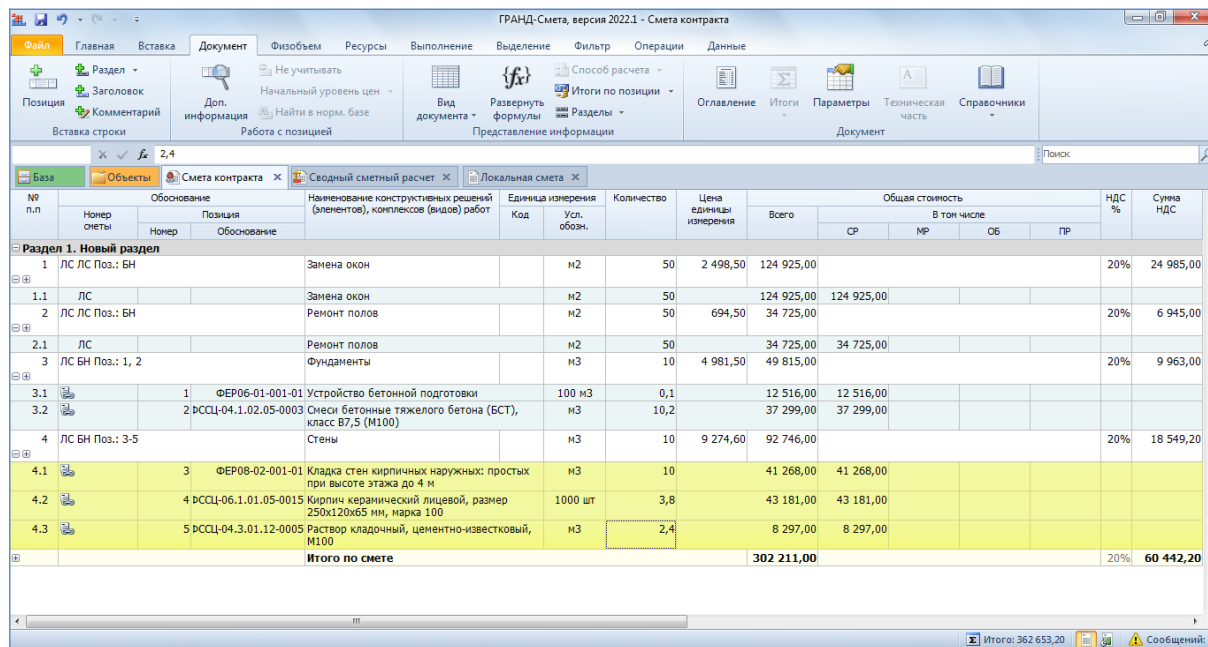 ГРАНД-Смета, версия 2022.1 - Смета контракта
Файл Главная Вставка Документ Физобъем Ресурсы Выполнение Выделение Фильтр Операции Данные
Позиция
Раздел
Заголовок
Комментарий
Вставка строки
Доп. информация
Не учитывать
Начальный уровень цен
Найти в норм. базе
Работа с позицией
Вид документа
Развернуть формулы
Способ расчета
Итоги по позиции
Разделы
Представление информации
Оглавление Итоги Параметры Техническая часть Справочники
Документ
fx 2,4 Поиск
База Объекты Смета контракта Сводный сметный расчет Локальная смета
№ п.п Обоснование Наименование конструктивных решений (элементов), комплексов (видов) работ Единица измерения Количество Цена единицы измерения Общая стоимость НДС % Сумма НДС
Номер сметы Позиция Код Усл. обозн. Всего В том числе
Номер Обоснование СР МР ОБ ПР
Раздел 1. Новый раздел
1 ЛС ЛС Поз.: БН Замена окон м2 50 2 498,50 124 925,00 20% 24 985,00
1.1 ЛС Замена окон м2 50 124 925,00 124 925,00
2 ЛС ЛС Поз.: БН Ремонт полов м2 50 694,50 34 725,00 20% 6 945,00
2.1 ЛС Ремонт полов м2 50 34 725,00 34 725,00
3 ЛС БН Поз.: 1, 2 Фундаменты м3 10 4 981,50 49 815,00 20% 9 963,00
3.1 1 ФЕР06-01-001-01 Устройство бетонной подготовки 100 м3 0,1 12 516,00 12 516,00
3.2 2 ФССЦ-04.1.02.05-0003 Смеси бетонные тяжелого бетона (БСТ), м3 10,2 37 299,00 37 299,00
класс В7,5 (М100)
4 ЛС БН Поз.: 3-5 Стены м3 10 9 274,60 92 746,00 20% 18 549,20
4.1 3 ФЕР08-02-001-01 Кладка стен кирпичных наружных: простых м3 10 41 268,00 41 268,00
при высоте этажа до 4 м
4.2 4 ФССЦ-06.1.01.05-0015 Кирпич керамический лицевой, размер 1000 шт 3,8 43 181,00 43 181,00
250х120х65 мм, марка 100
4.3 5 ФССЦ-04.3.01.12-0005 Раствор кладочный, цементно-известковый, м3 2,4 8 297,00 8 297,00
М100
Итого по смете 302 211,00 20% 60 442,20
Итого: 362 653,20 Сообщений: